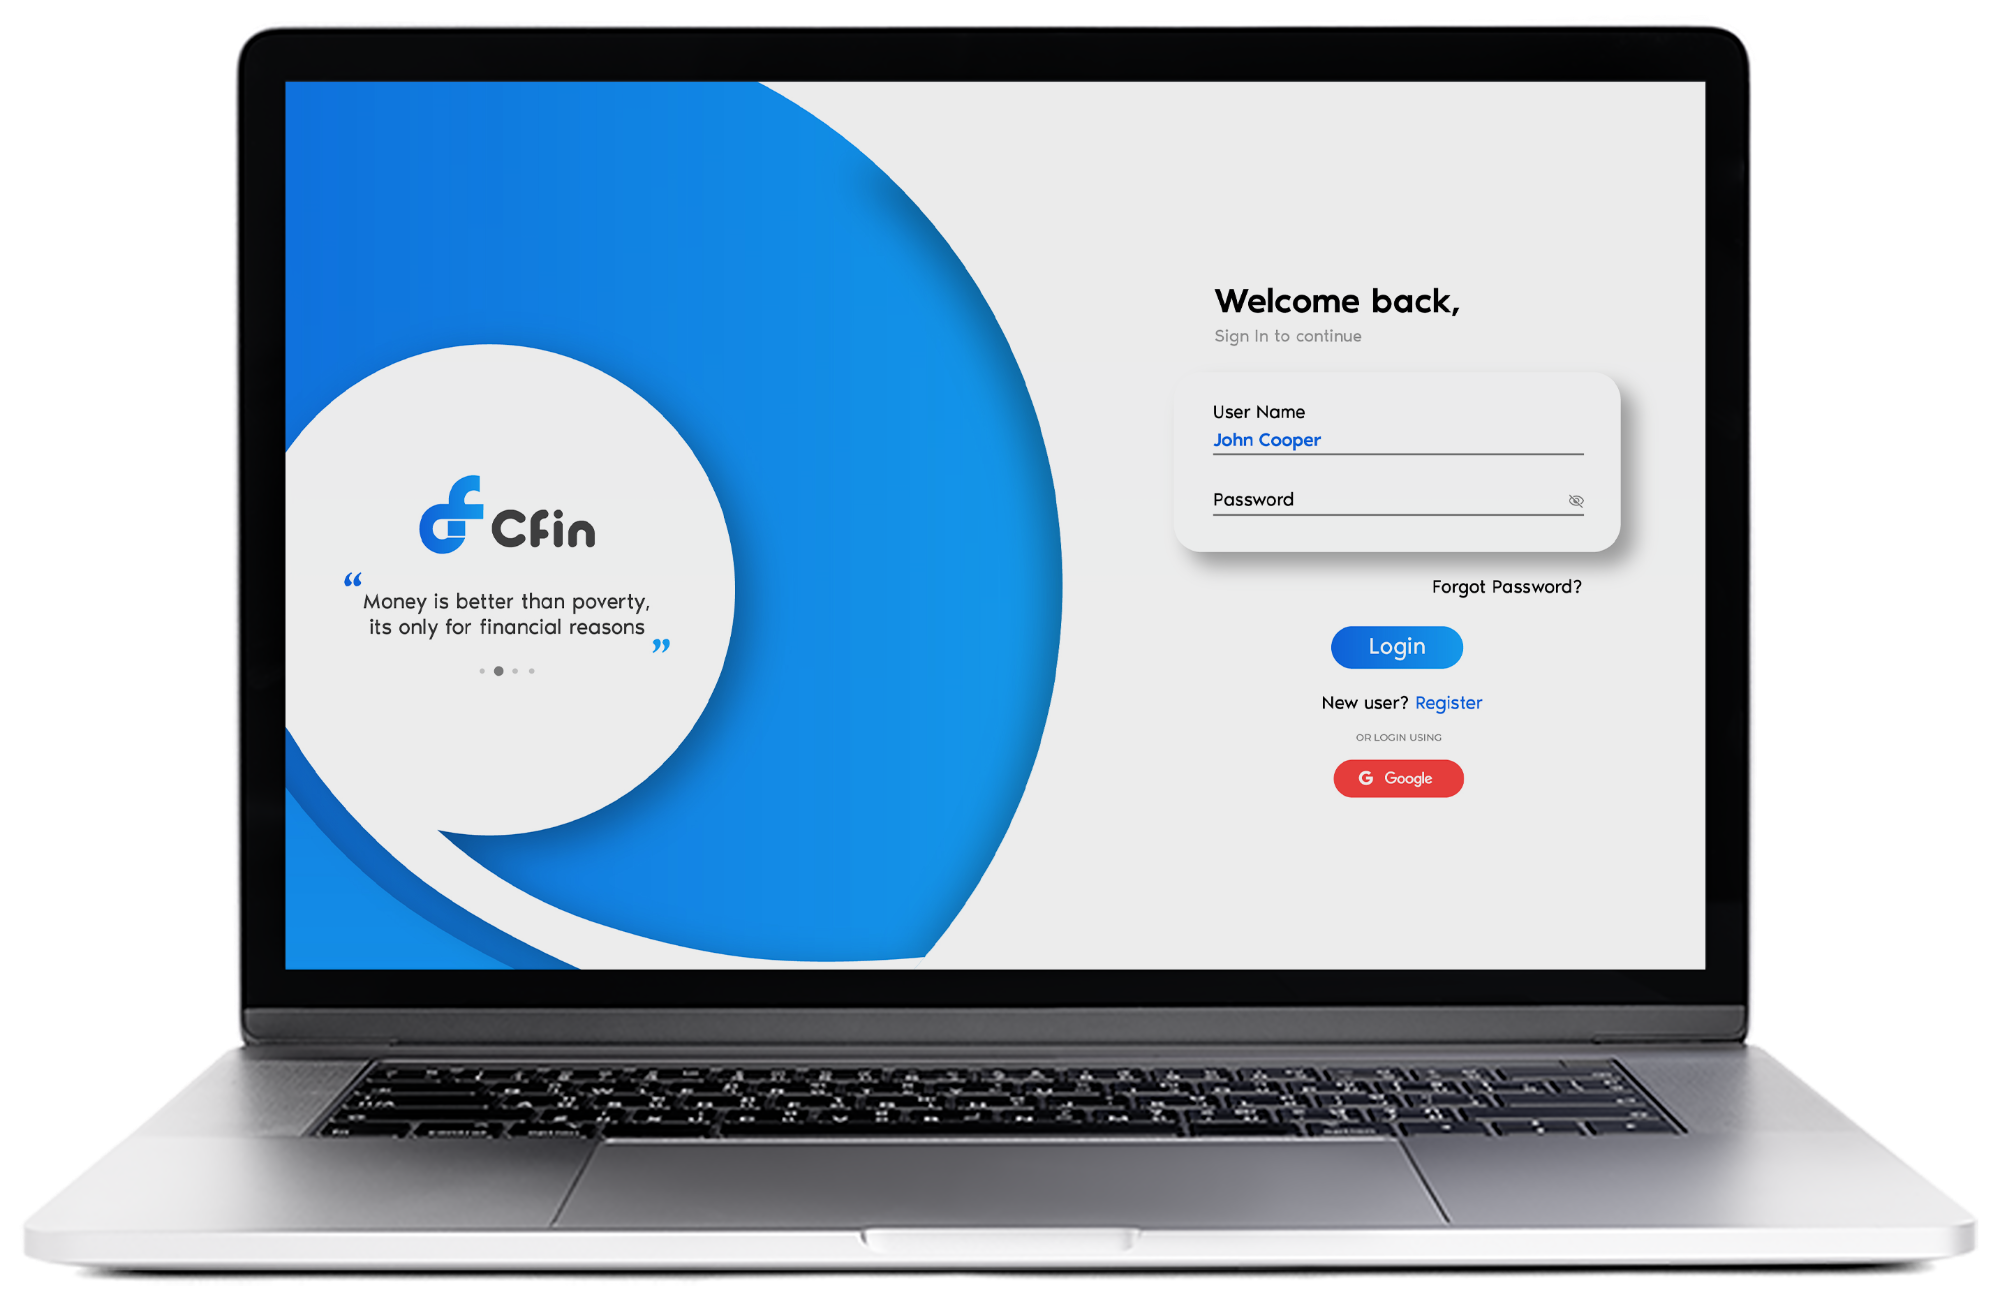 Cfin
“
Money is better than poverty,
its only for financial reasons
”
Welcome back,
Sign In to continue
User Name
John Cooper
Password
Forgot Password?
Login
New user? Register
OR LOGIN USING
G Google